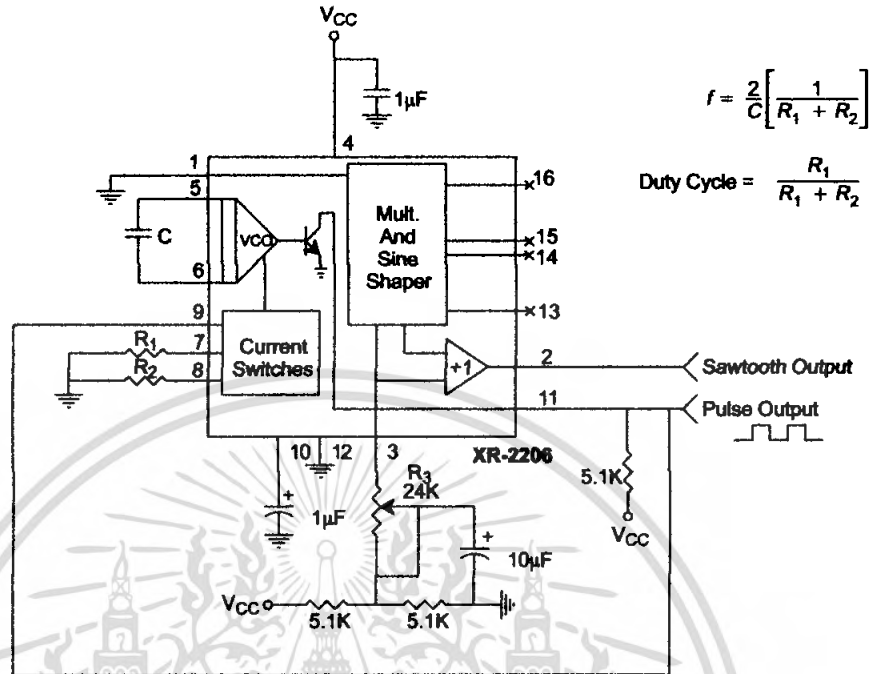 VCC
1µF
f = 2/C [ 1 / (R1 + R2) ]
4
1
5
16
Duty Cycle = R1 / (R1 + R2)
Mult.
And
Sine
Shaper
C
VCO
15
14
6
13
9
R1
7
Current
Switches
R2
8
+1
2
Sawtooth Output
11
Pulse Output
10
12
3
XR-2206
R3
24K
5.1K
+
1µF
+
10µF
VCC
VCC
5.1K
5.1K